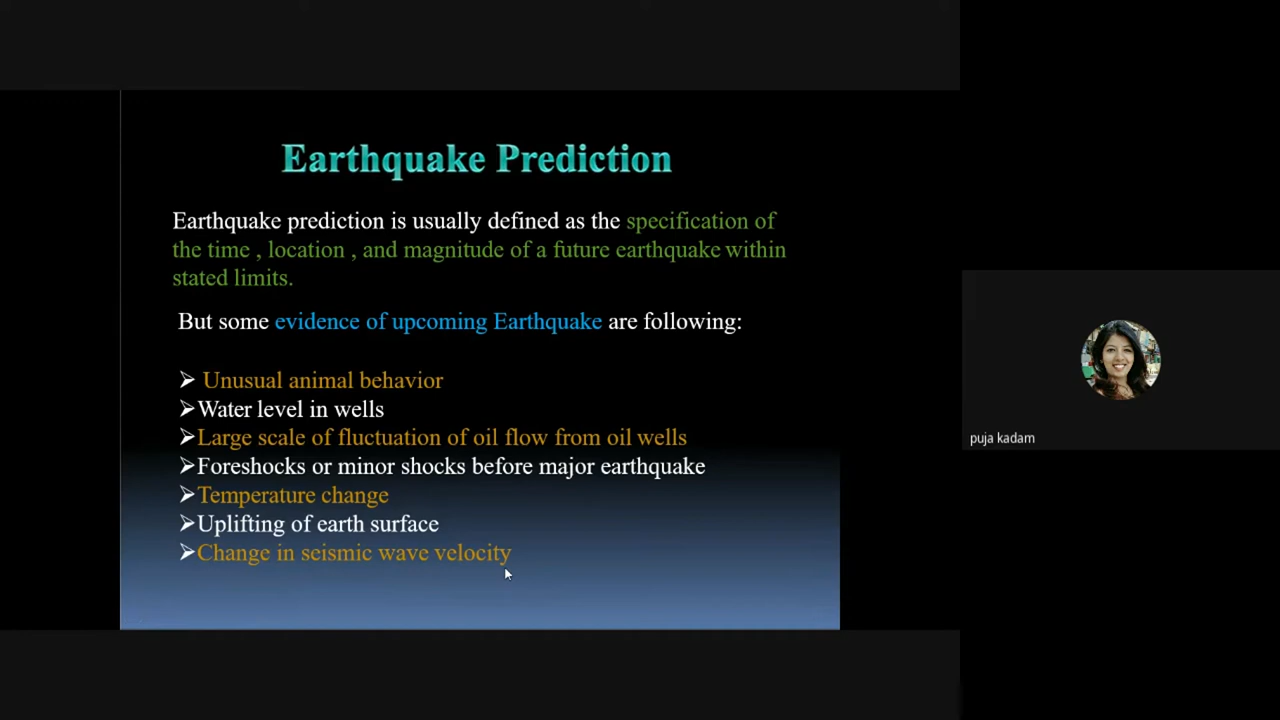 Earthquake Prediction
Earthquake prediction is usually defined as the specification of
the time , location , and magnitude of a future earthquake within
stated limits.
But some evidence of upcoming Earthquake are following:
➢ Unusual animal behavior
➢Water level in wells
➢Large scale of fluctuation of oil flow from oil wells
➢Foreshocks or minor shocks before major earthquake
➢Temperature change
➢Uplifting of earth surface
➢Change in seismic wave velocity
puja kadam